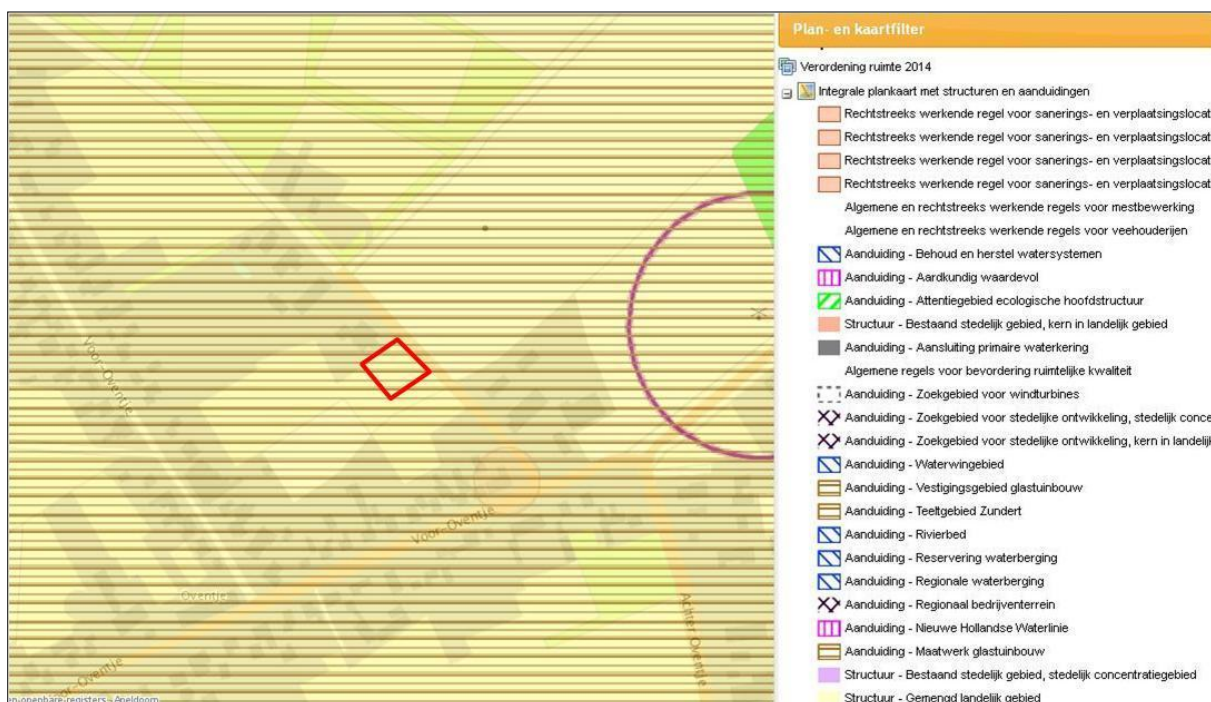 Plan- en kaartfilter
Verordening ruimte 2014
Integrale plankaart met structuren en aanduidingen
Rechtstreeks werkende regel voor sanerings- en verplaatsingslocat
Rechtstreeks werkende regel voor sanerings- en verplaatsingslocat
Rechtstreeks werkende regel voor sanerings- en verplaatsingslocat
Rechtstreeks werkende regel voor sanerings- en verplaatsingslocat
Algemene en rechtstreeks werkende regels voor mestbewerking
Algemene en rechtstreeks werkende regels voor veehouderijen
Aanduiding - Behoud en herstel watersystemen
Aanduiding - Aardkundig waardevol
Aanduiding - Attentiegebied ecologische hoofdstructuur
Structuur - Bestaand stedelijk gebied, kern in landelijk gebied
Aanduiding - Aansluiting primaire waterkering
Algemene regels voor bevordering ruimtelijke kwaliteit
Aanduiding - Zoekgebied voor windturbines
Aanduiding - Zoekgebied voor stedelijke ontwikkeling, stedelijk conce
Aanduiding - Zoekgebied voor stedelijke ontwikkeling, kern in landelijk
Aanduiding - Waterwingebied
Aanduiding - Vestigingsgebied glastuinbouw
Aanduiding - Teeltgebied Zundert
Aanduiding - Rivierbed
Aanduiding - Reservering waterberging
Aanduiding - Regionale waterberging
Aanduiding - Regionaal bedrijventerrein
Aanduiding - Nieuwe Hollandse Waterlinie
Aanduiding - Maatwerk glastuinbouw
Structuur - Bestaand stedelijk gebied, stedelijk concentratiegebied
Structuur - Gemengd landelijk gebied
Voor-Oventje
Voor-Oventje
Oventje
Achter-Oventje
Voor-Oventje
en-openbare-registers - Apeldoorn